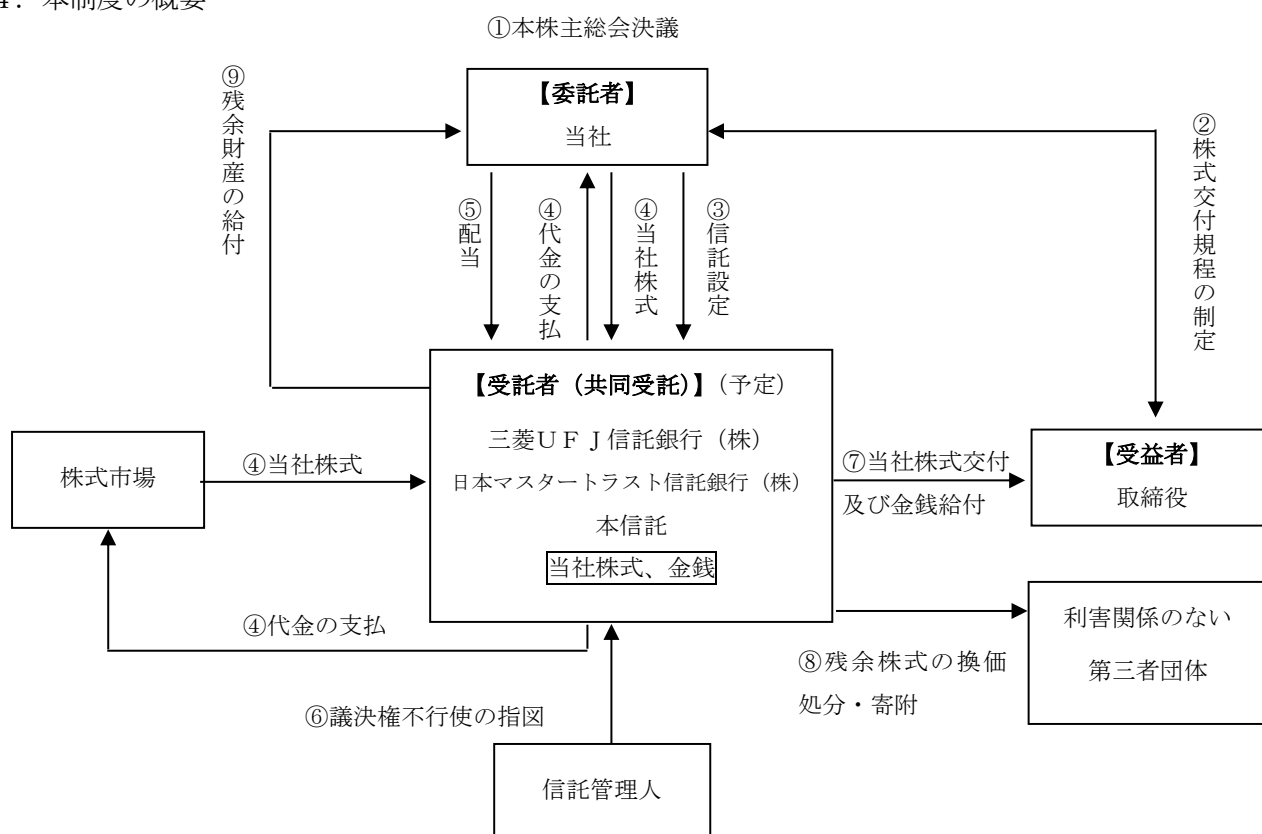 4．本制度の概要
①本株主総会決議
【委託者】
当社
⑨残余財産の給付
②株式交付規程の制定
⑤配当
④代金の支払
④当社株式
③信託設定
【受託者（共同受託）】（予定）
三菱ＵＦＪ信託銀行（株）
日本マスタートラスト信託銀行（株）
本信託
当社株式、金銭
株式市場
④当社株式
④代金の支払
⑦当社株式交付
及び金銭給付
【受益者】
取締役
⑧残余株式の換価
処分・寄附
利害関係のない
第三者団体
⑥議決権不行使の指図
信託管理人